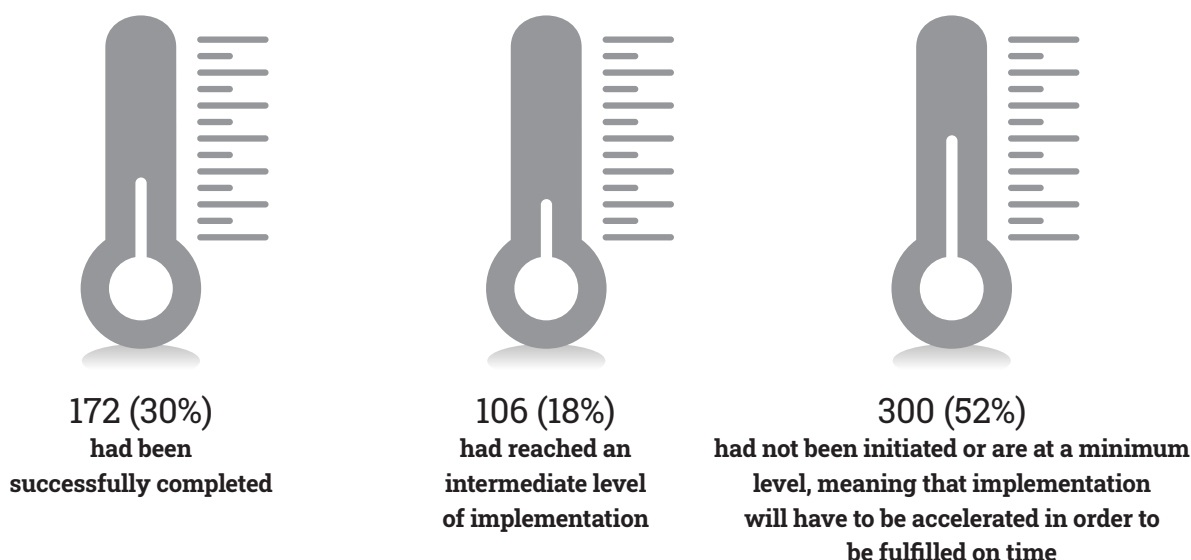 172 (30%)
had been
successfully completed
106 (18%)
had reached an
intermediate level
of implementation
300 (52%)
had not been initiated or are at a minimum
level, meaning that implementation
will have to be accelerated in order to
be fulfilled on time